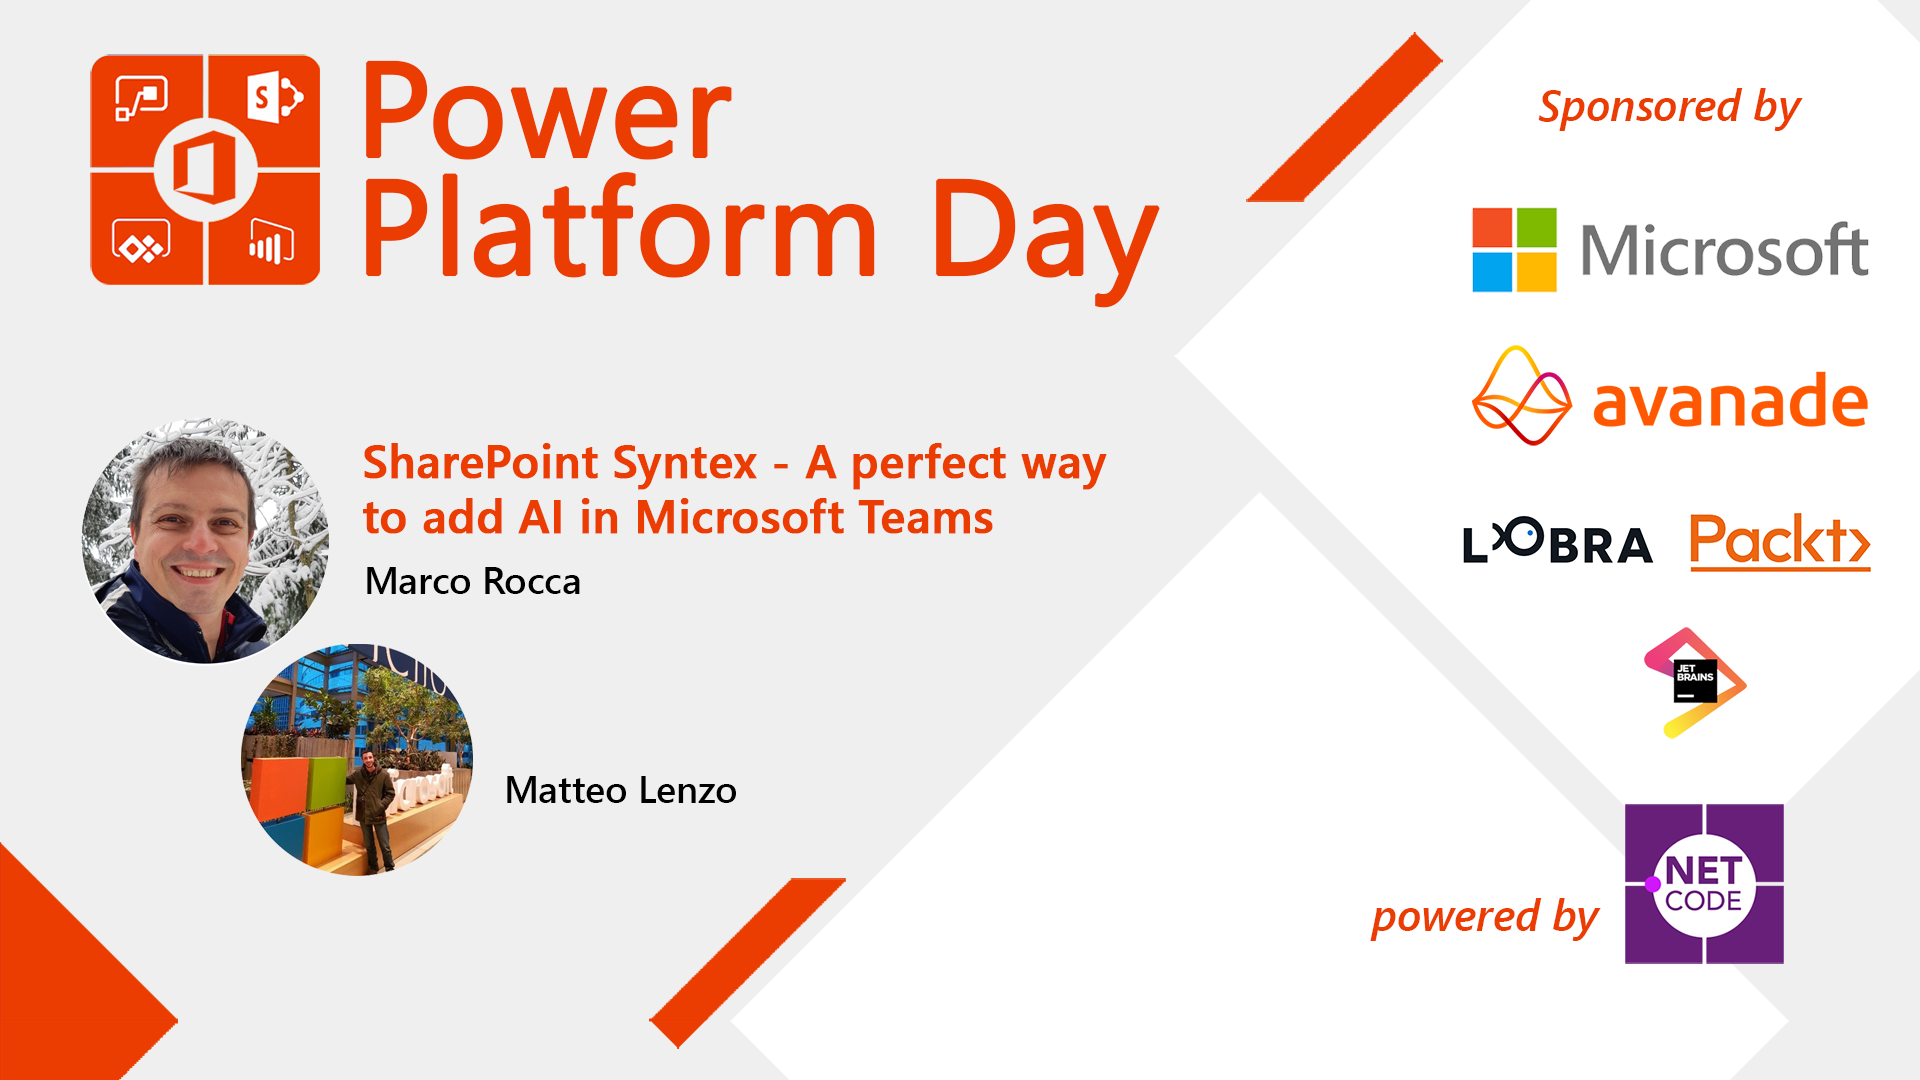 Power
Platform Day
S
SharePoint Syntex - A perfect way
to add AI in Microsoft Teams
Marco Rocca
Matteo Lenzo
Sponsored by
Microsoft
avanade
LOBRA
Packt>
JET
BRAINS
powered by
.NET
CODE